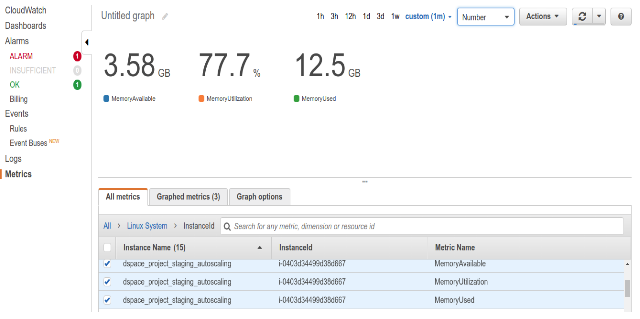 CloudWatch
Dashboards
Alarms
ALARM 1
INSUFFICIENT 0
OK 1
Billing
Events
Rules
Event Buses NEW
Logs
Metrics
Untitled graph
1h 3h 12h 1d 3d 1w custom (1m)
Number
Actions
3.58 GB
77.7 %
12.5 GB
MemoryAvailable
MemoryUtilization
MemoryUsed
All metrics
Graphed metrics (3)
Graph options
All > Linux System > InstanceId
Search for any metric, dimension or resource id
Instance Name (15) InstanceId Metric Name
dspace_project_staging_autoscaling i-0403d34499d38d667 MemoryAvailable
dspace_project_staging_autoscaling i-0403d34499d38d667 MemoryUtilization
dspace_project_staging_autoscaling i-0403d34499d38d667 MemoryUsed